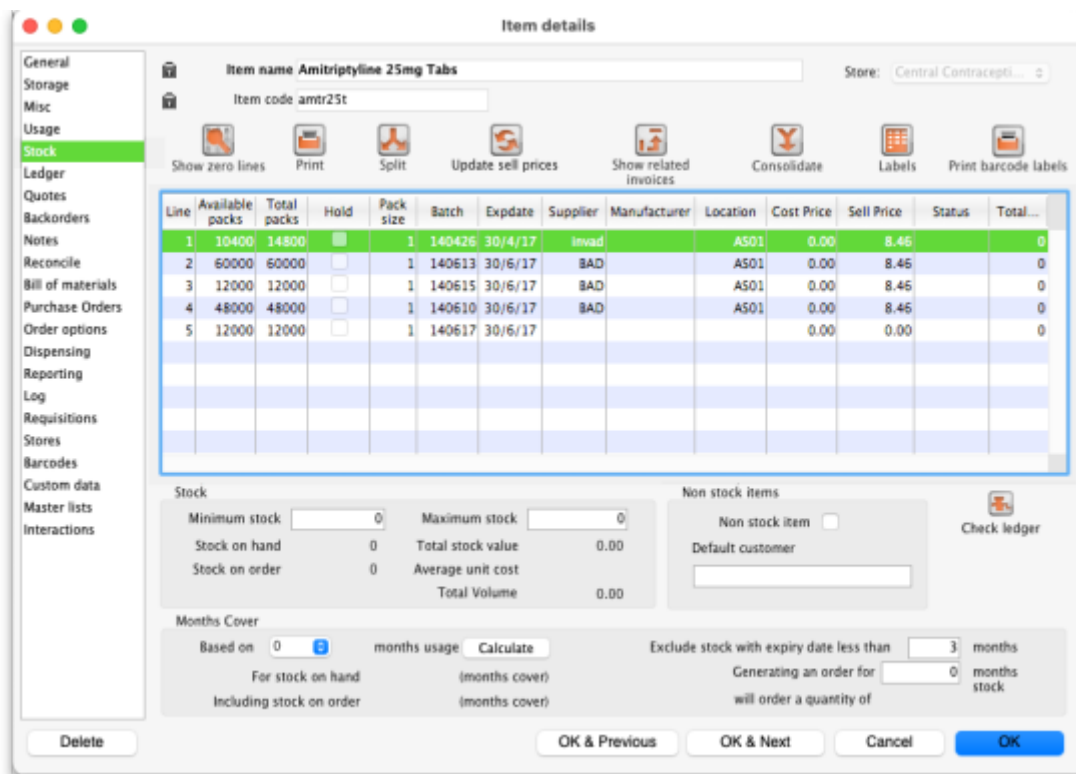 Item details
General
Storage
Misc
Usage
Stock
Ledger
Quotes
Backorders
Notes
Reconcile
Bill of materials
Purchase Orders
Order options
Dispensing
Reporting
Log
Requisitions
Stores
Barcodes
Custom data
Master lists
Interactions
Item name Amitriptyline 25mg Tabs
Store: Central Contracepti...
Item code amtr25t
Show zero lines
Print
Split
Update sell prices
Show related invoices
Consolidate
Labels
Print barcode labels
Line Available packs Total packs Hold Pack size Batch Expdate Supplier Manufacturer Location Cost Price Sell Price Status Total...
1 10400 14800 1 140426 30/4/17 Invad AS01 0.00 8.46 0
2 60000 60000 1 140613 30/6/17 BAD AS01 0.00 8.46 0
3 12000 12000 1 140615 30/6/17 BAD AS01 0.00 8.46 0
4 48000 48000 1 140610 30/6/17 BAD AS01 0.00 8.46 0
5 12000 12000 1 140617 30/6/17 0.00 0.00 0
Stock
Minimum stock 0 Maximum stock 0
Stock on hand 0 Total stock value 0.00
Stock on order 0 Average unit cost
Total Volume 0.00
Non stock items
Non stock item
Default customer
Check ledger
Months Cover
Based on 0 months usage Calculate
For stock on hand (months cover)
Including stock on order (months cover)
Exclude stock with expiry date less than 3 months
Generating an order for 0 months stock
will order a quantity of
Delete
OK & Previous
OK & Next
Cancel
OK